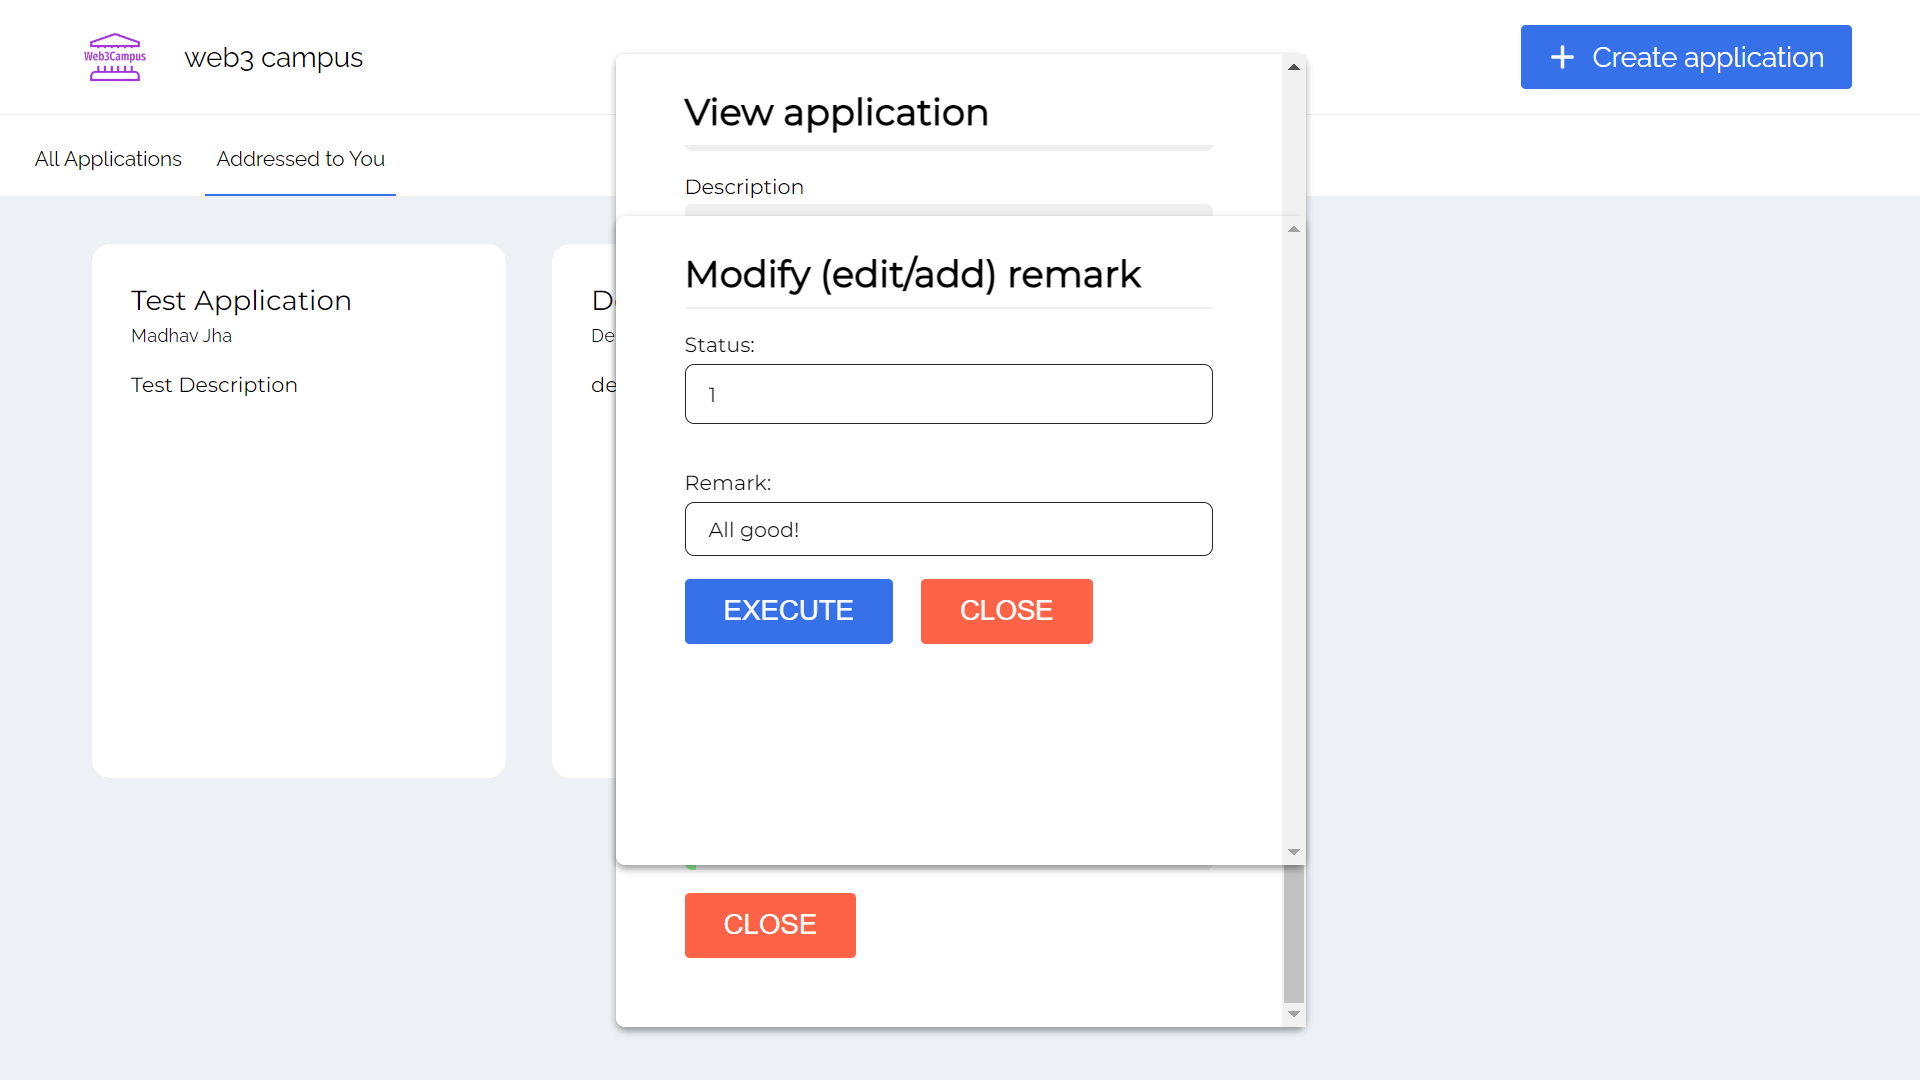 Web3Campus
web3 campus
Create application
All Applications
Addressed to You
View application
Description
Test Application
Madhav Jha
Test Description
De
de
Modify (edit/add) remark
Status:
1
Remark:
All good!
EXECUTE
CLOSE
CLOSE